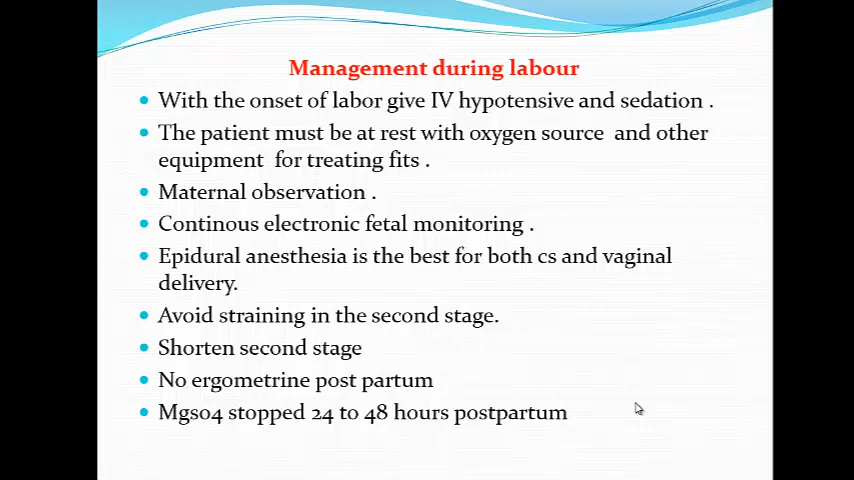 Management during labour
• With the onset of labor give IV hypotensive and sedation .
• The patient must be at rest with oxygen source and other
equipment for treating fits .
• Maternal observation .
• Continous electronic fetal monitoring .
• Epidural anesthesia is the best for both cs and vaginal
delivery.
• Avoid straining in the second stage.
• Shorten second stage
• No ergometrine post partum
• Mgso4 stopped 24 to 48 hours postpartum